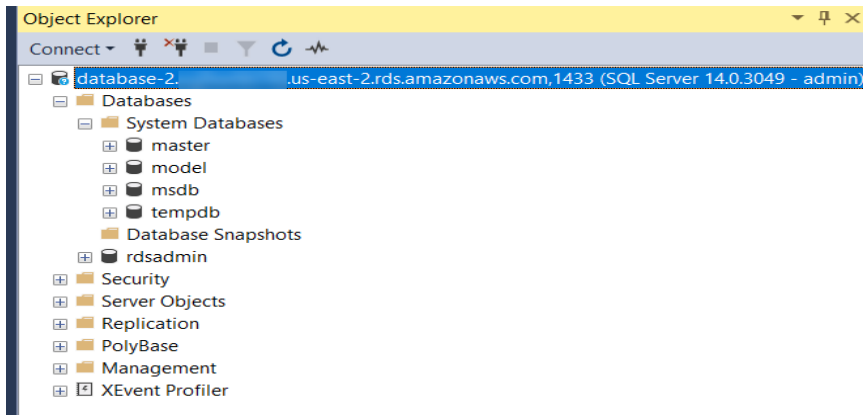 Object Explorer
Connect
database-2. .us-east-2.rds.amazonaws.com,1433 (SQL Server 14.0.3049 - admin)
Databases
System Databases
master
model
msdb
tempdb
Database Snapshots
rdsadmin
Security
Server Objects
Replication
PolyBase
Management
XEvent Profiler